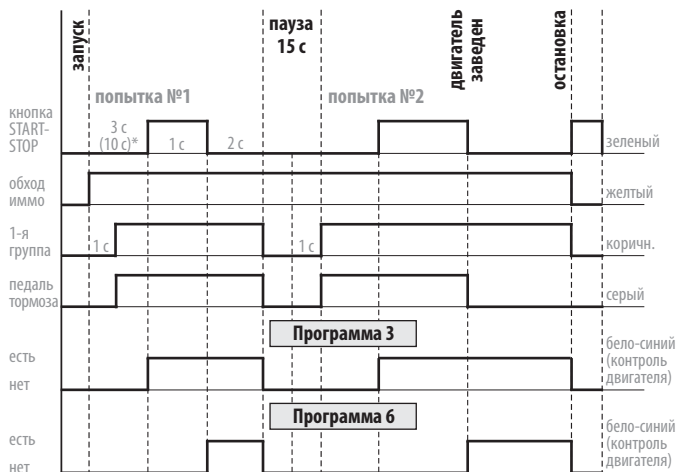 запуск
пауза
15 с
двигатель
заведен
остановка
попытка №1
попытка №2
кнопка
START-
STOP
3 с
(10 с)*
1 с
2 с
зеленый
обход
иммо
желтый
1-я
группа
1 с
1 с
коричн.
педаль
тормоза
серый
Программа 3
есть
нет
бело-синий
(контроль
двигателя)
Программа 6
есть
нет
бело-синий
(контроль
двигателя)